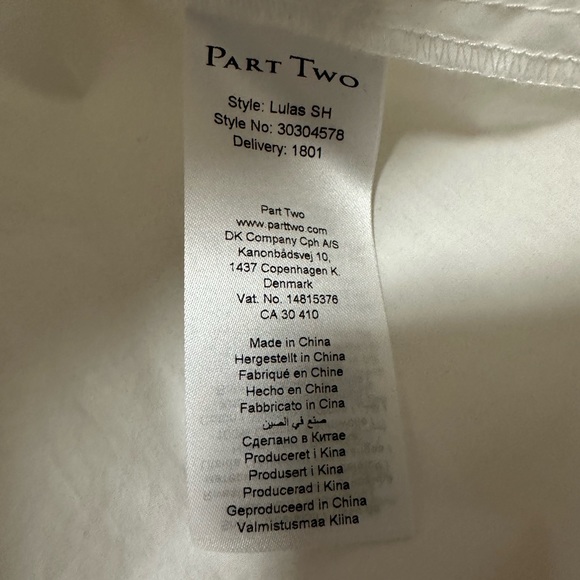 PART TWO
Style: Lulas SH
Style No: 30304578
Delivery: 1801
Part Two
www.parttwo.com
DK Company Cph A/S
Kanonbådsvej 10,
1437 Copenhagen K.
Denmark
Vat. No. 14815376
CA 30 410
Made in China
Hergestellt in China
Fabriqué en Chine
Hecho en China
Fabbricato in Cina
صنع في الصين
Сделано в Китае
Produceret i Kina
Produsert i Kina
Producerad i Kina
Geproduceerd in China
Valmistusmaa Kiina